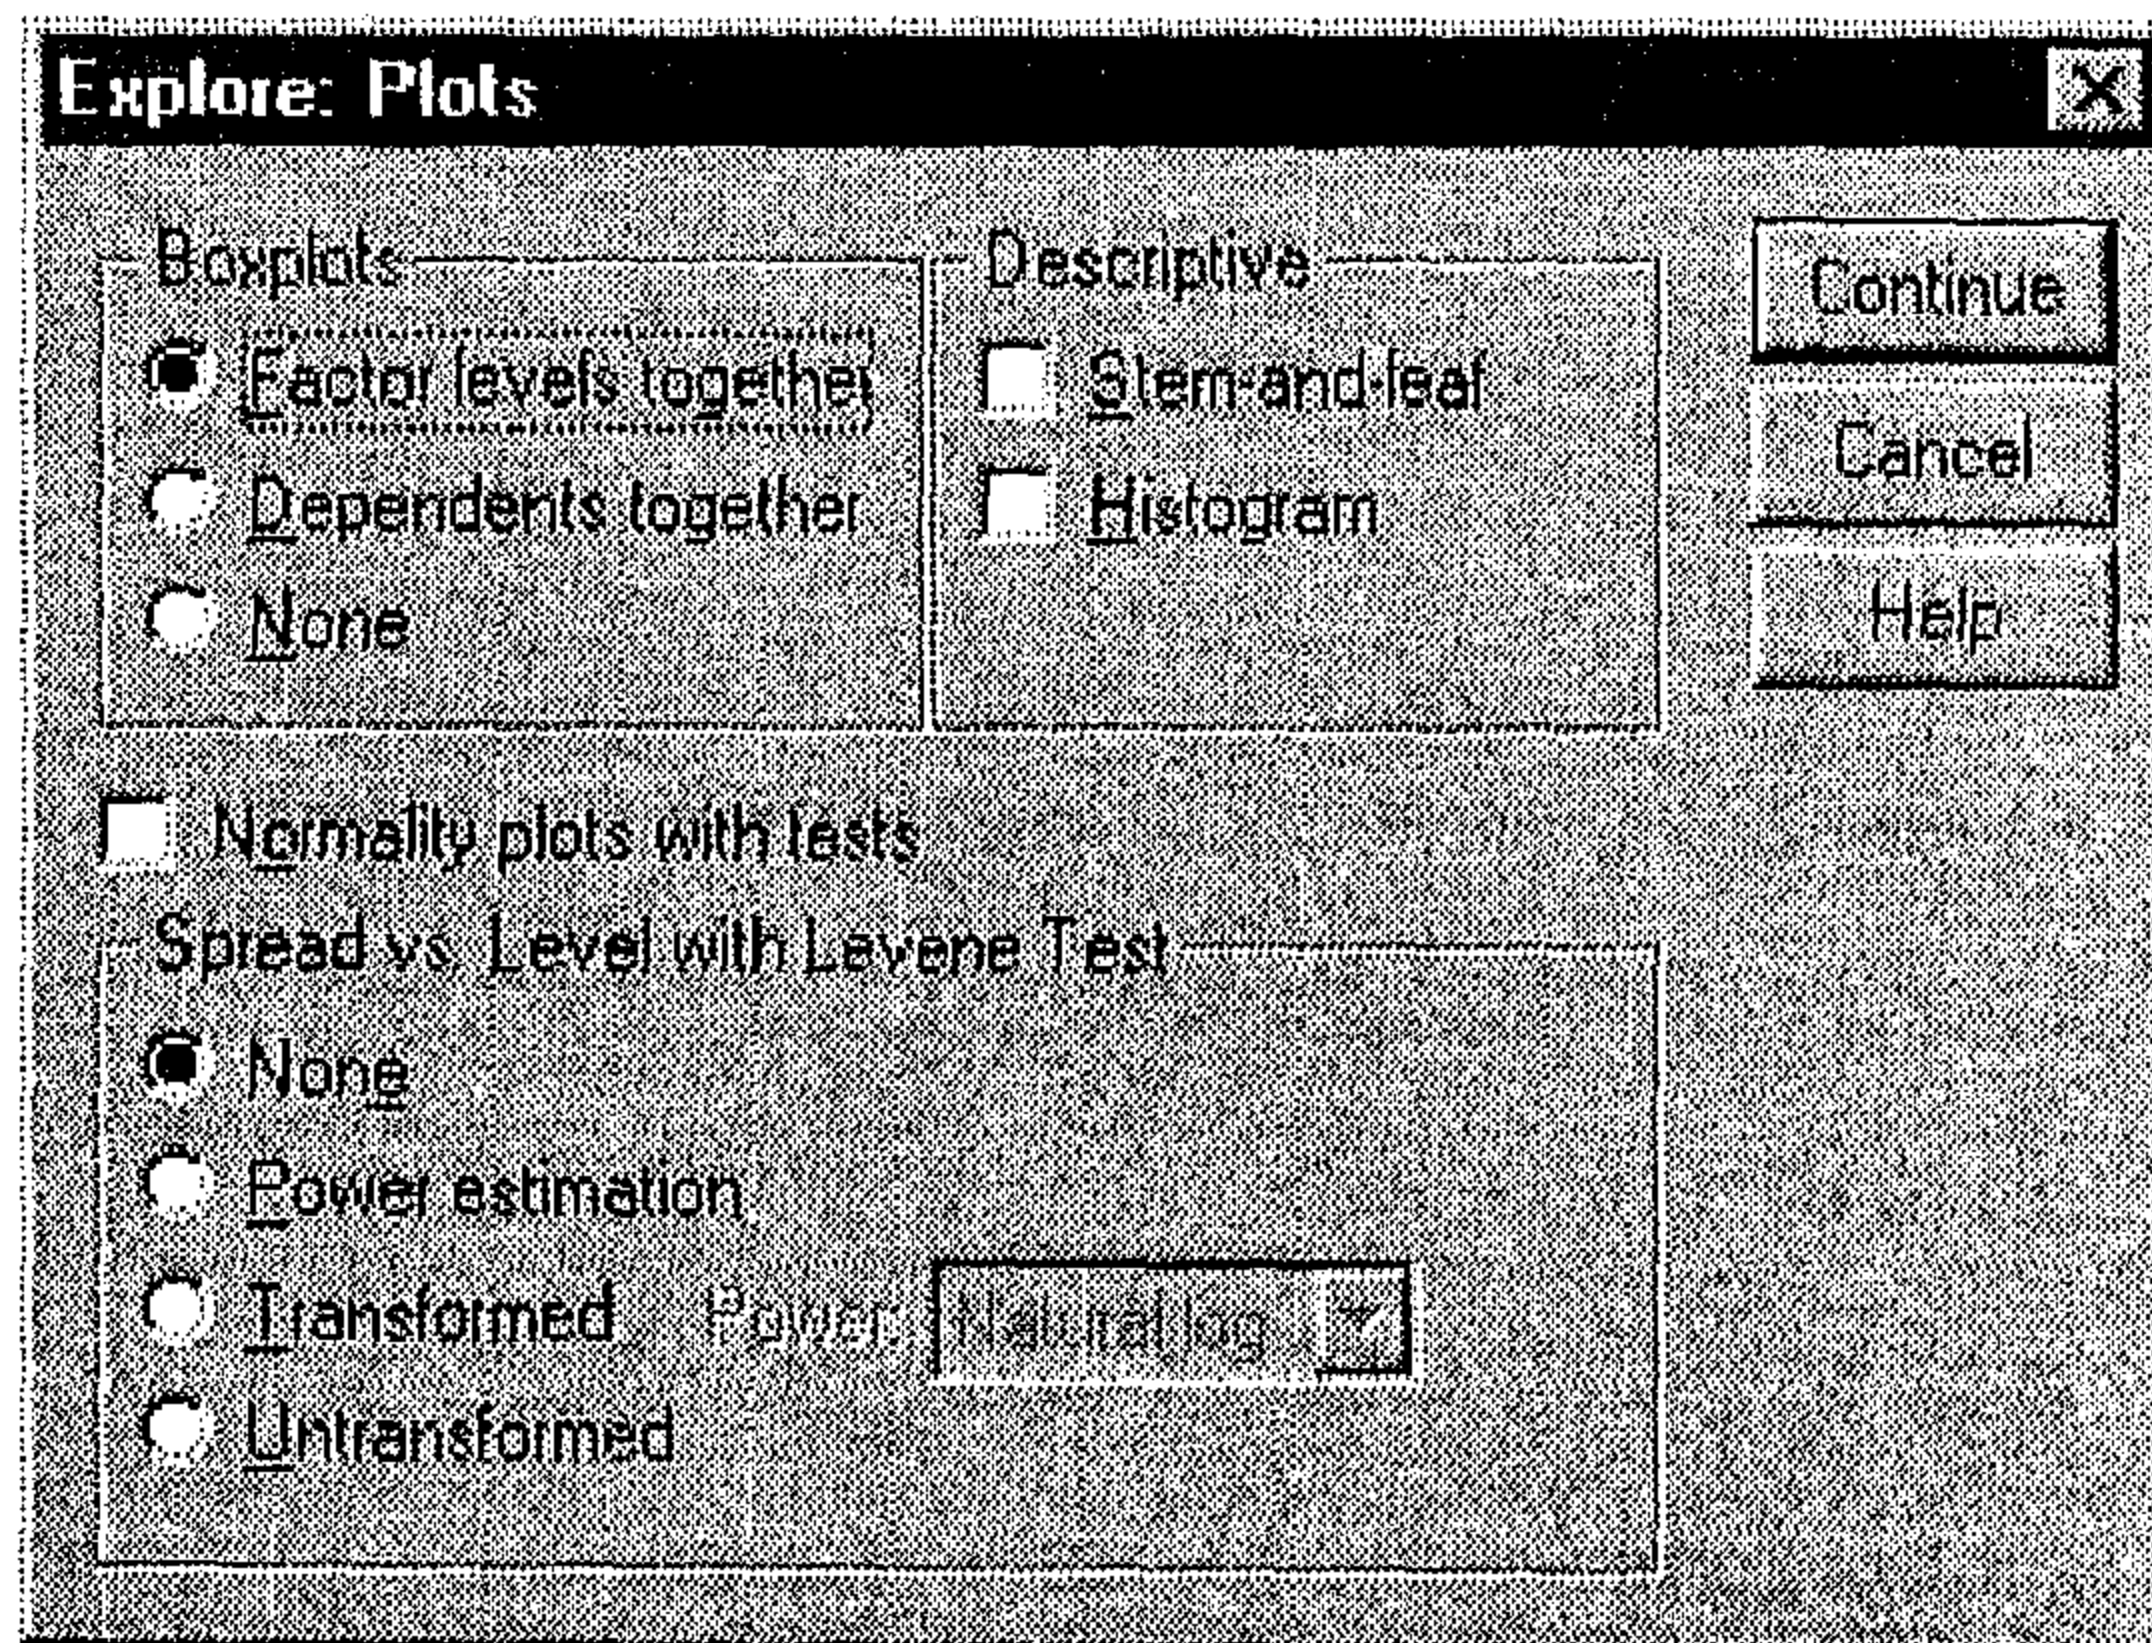 Explore: Plots
Boxplots
Factor levels together
Dependents together
None
Descriptive
Stem-and-leaf
Histogram
Continue
Cancel
Help
Normality plots with tests
Spread vs. Level with Levene Test
None
Power estimation
Transformed Power: Natural log
Untransformed